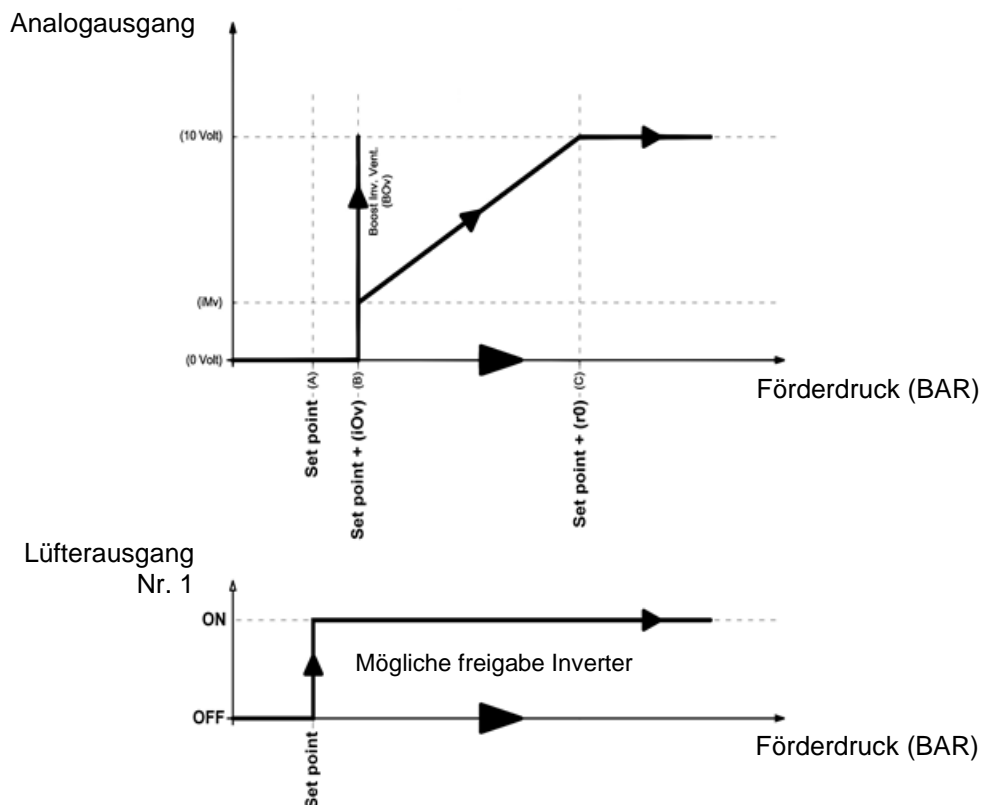 Analogausgang
(10 Volt)
Boost Inv. Vent.
(BOv)
(iMv)
(0 Volt)
Set point - (A)
Set point + (iOv) - (B)
Set point + (r0) - (C)
Förderdruck (BAR)
Lüfterausgang
Nr. 1
ON
Mögliche freigabe Inverter
OFF
Set point
Förderdruck (BAR)